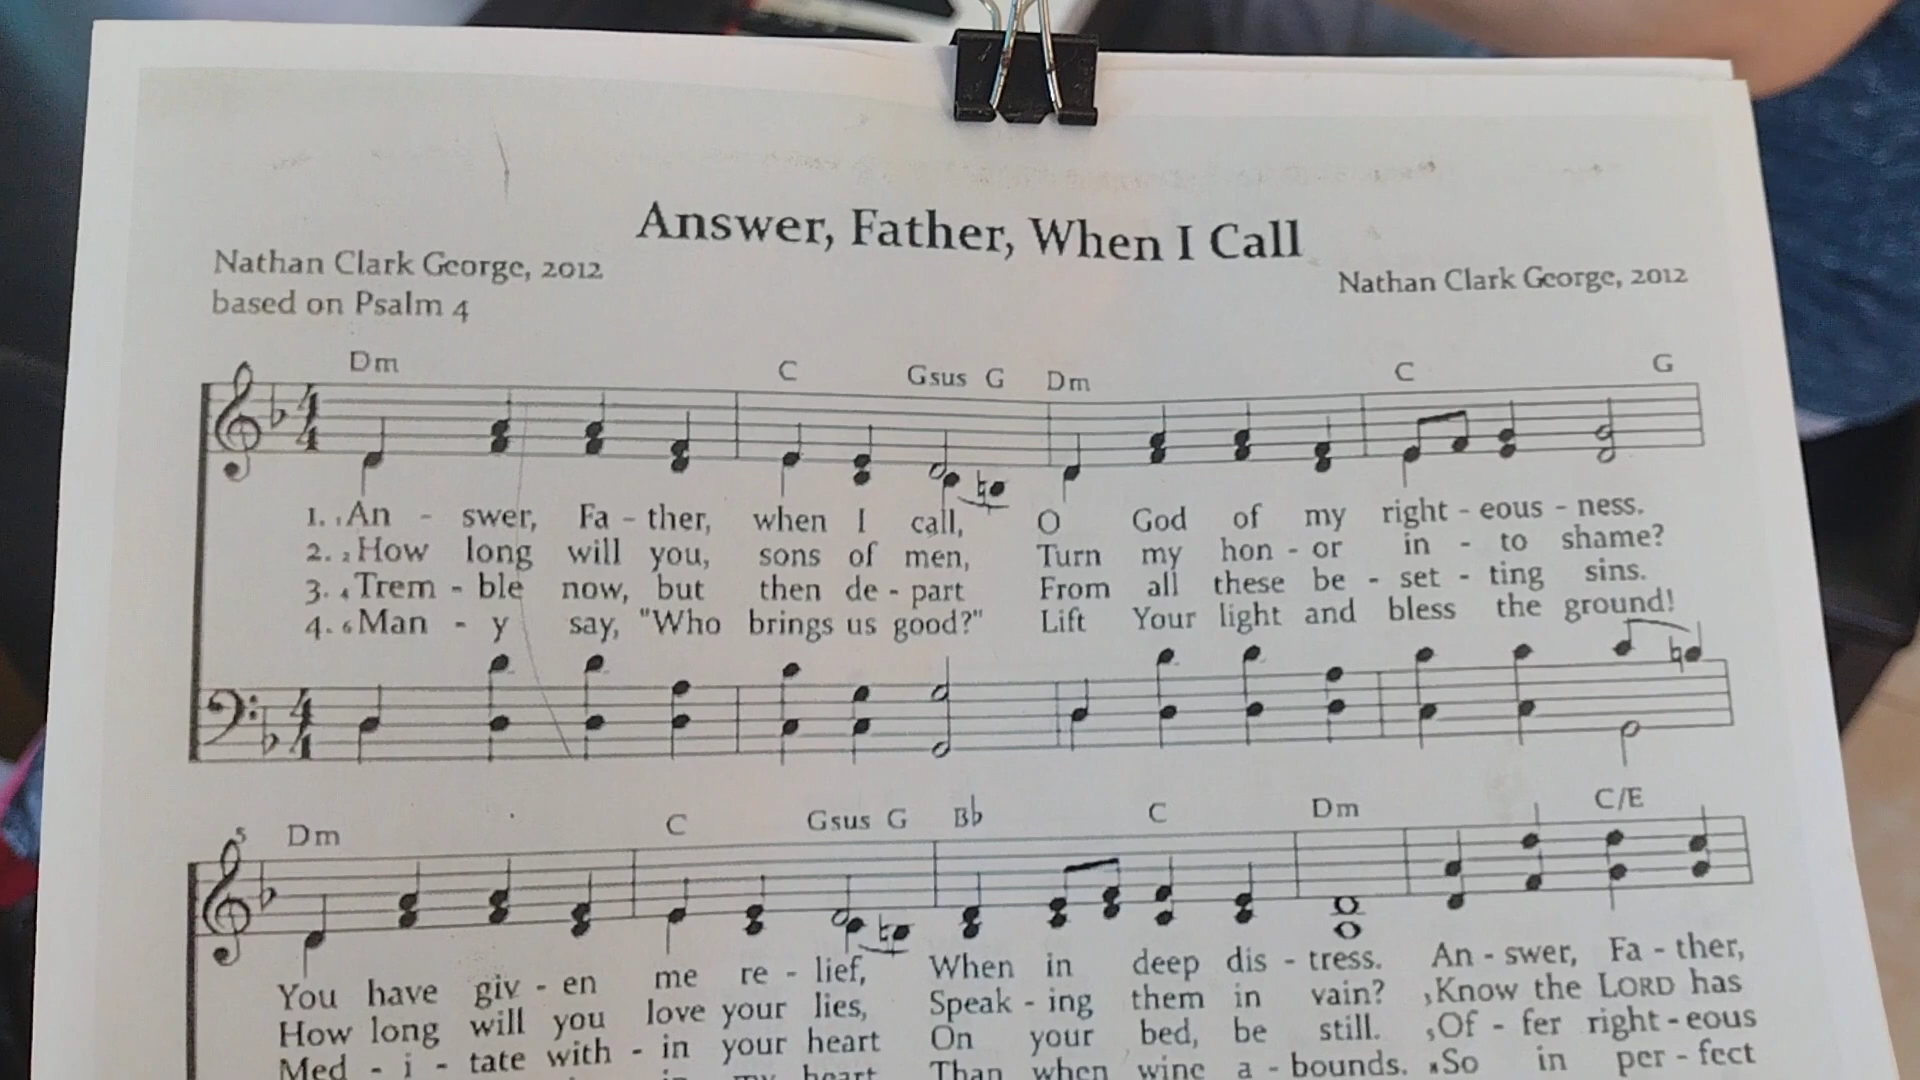 Answer, Father, When I Call
Nathan Clark George, 2012
based on Psalm 4
Nathan Clark George, 2012
Dm C Gsus G Dm C G
4
4
1. 1 An - swer, Fa - ther, when I call, O God of my right - eous - ness.
2. 2 How long will you, sons of men, Turn my hon - or in - to shame?
3. 4 Trem - ble now, but then de - part From all these be - set - ting sins.
4. 6 Man - y say, "Who brings us good?" Lift Your light and bless the ground!
4
4
5
Dm C Gsus G Bb C Dm C/E
You have giv - en me re - lief, When in deep dis - tress. An - swer, Fa - ther,
How long will you love your lies, Speak - ing them in vain? 3 Know the LORD has
Med - i - tate with - in your heart On your bed, be still. 5 Of - fer right - eous
in my heart Than when wine a - bounds. 8 So in per - fect